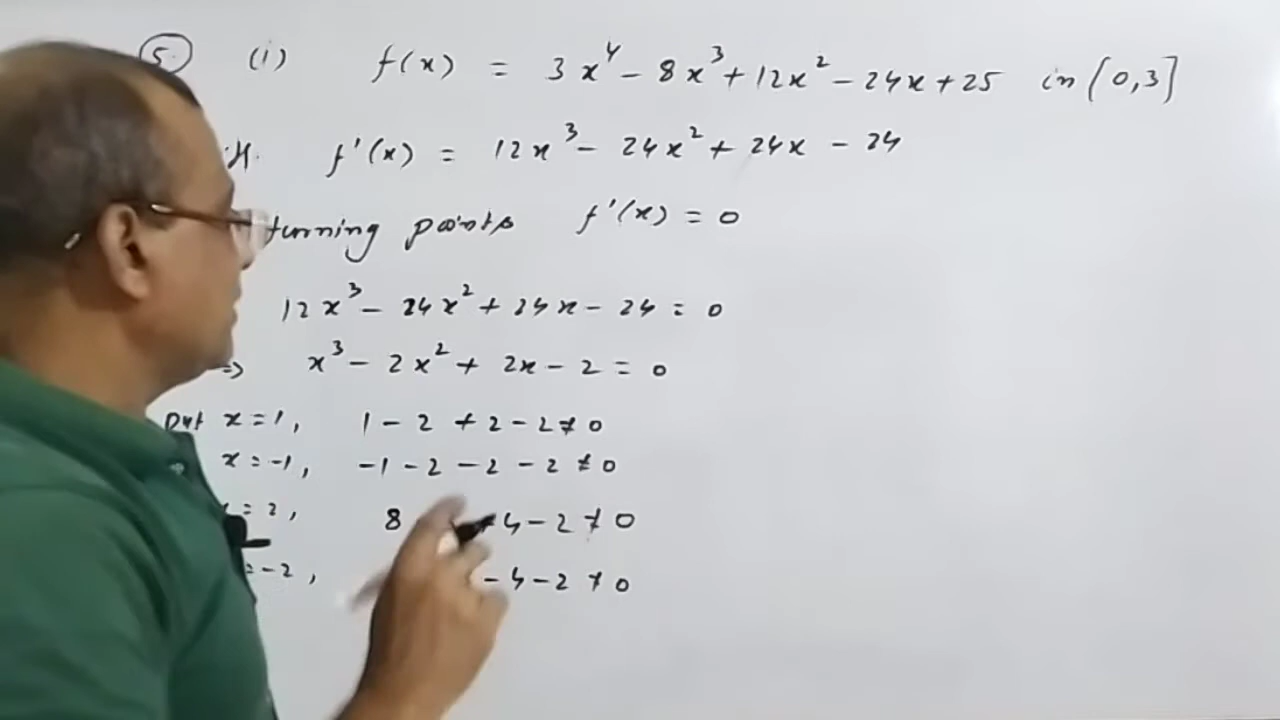 5. (i) f(x) = 3x⁴ - 8x³ + 12x² - 24x + 25 in [0,3]
f'(x) = 12x³ - 24x² + 24x - 24
turning points f'(x) = 0
12x³ - 24x² + 24x - 24 = 0
=> x³ - 2x² + 2x - 2 = 0
put x = 1, 1 - 2 + 2 - 2 ≠ 0
x = -1, -1 - 2 - 2 - 2 ≠ 0
= 2, 8 + 4 - 2 ≠ 0
= -2, - 4 - 2 ≠ 0